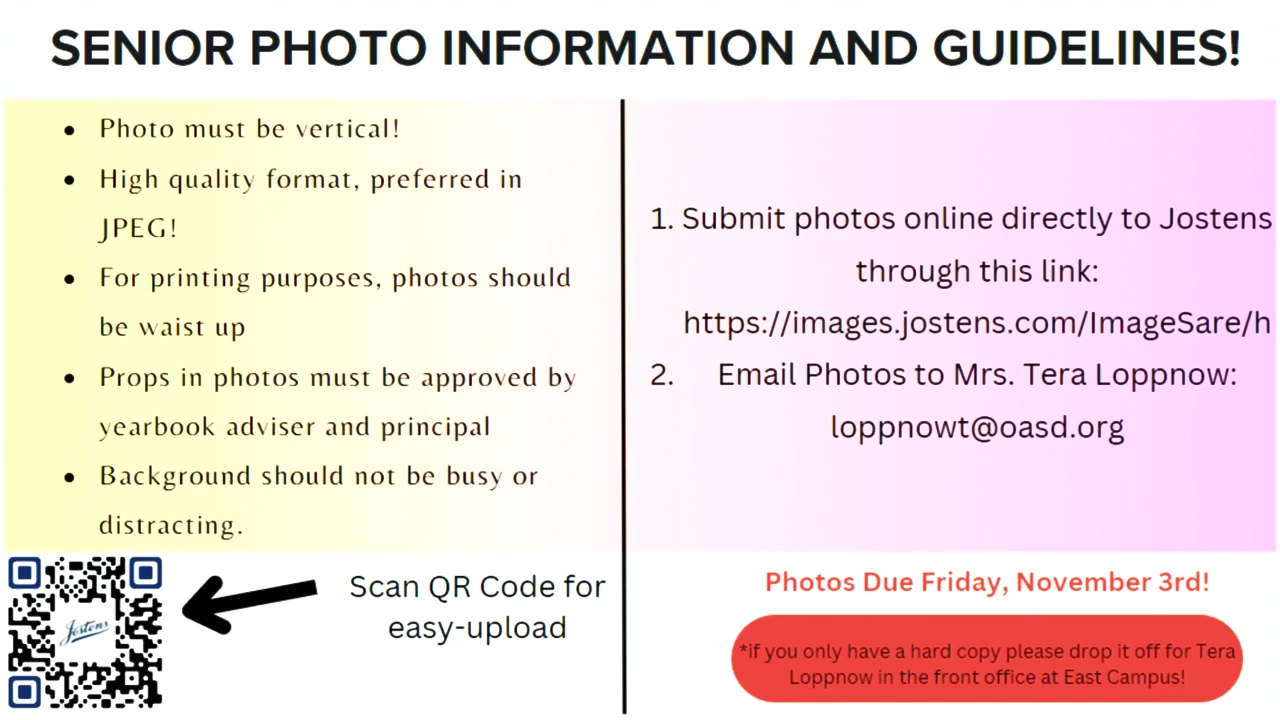 SENIOR PHOTO INFORMATION AND GUIDELINES!
• Photo must be vertical!
• High quality format, preferred in
JPEG!
• For printing purposes, photos should
be waist up
• Props in photos must be approved by
yearbook adviser and principal
• Background should not be busy or
distracting.
Jostens
Scan QR Code for
easy-upload
1. Submit photos online directly to Jostens
through this link:
https://images.jostens.com/ImageSare/h
2. Email Photos to Mrs. Tera Loppnow:
loppnowt@oasd.org
Photos Due Friday, November 3rd!
*if you only have a hard copy please drop it off for Tera
Loppnow in the front office at East Campus!